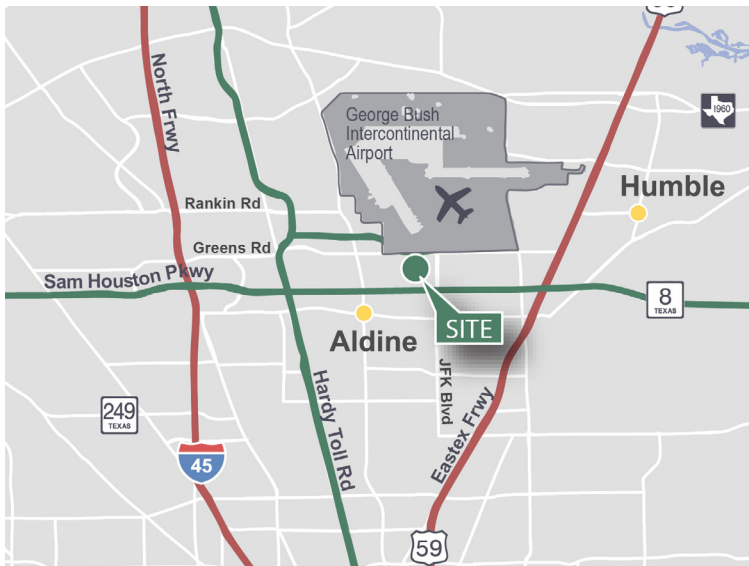 North Frwy
George Bush
Intercontinental
Airport
1960
Humble
Rankin Rd
Greens Rd
Sam Houston Pkwy
8
TEXAS
SITE
Aldine
JFK Blvd
Hardy Toll Rd
Eastex Frwy
249
TEXAS
45
59